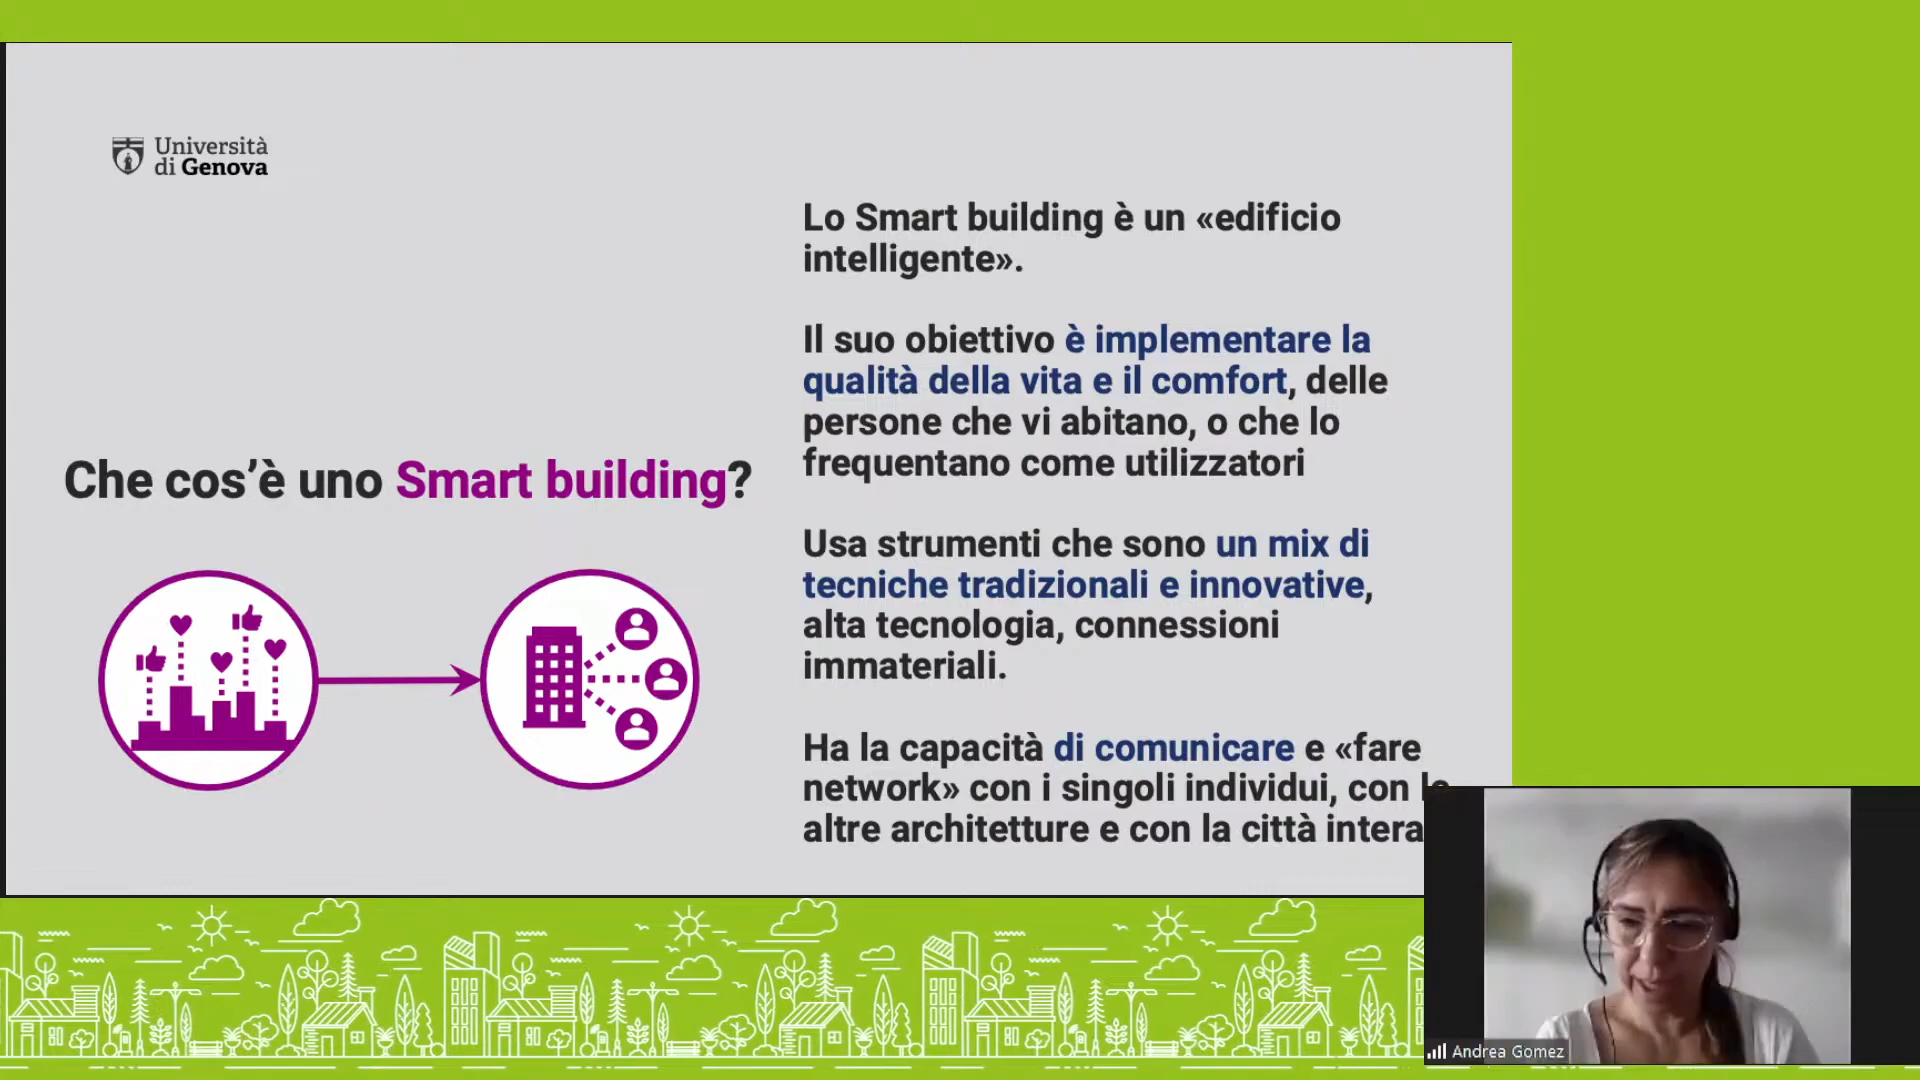 Università
di Genova
Che cos’è uno Smart building?
Lo Smart building è un «edificio
intelligente».
Il suo obiettivo è implementare la
qualità della vita e il comfort, delle
persone che vi abitano, o che lo
frequentano come utilizzatori
Usa strumenti che sono un mix di
tecniche tradizionali e innovative,
alta tecnologia, connessioni
immateriali.
Ha la capacità di comunicare e «fare
network» con i singoli individui, con le
altre architetture e con la città intera
Andrea Gomez